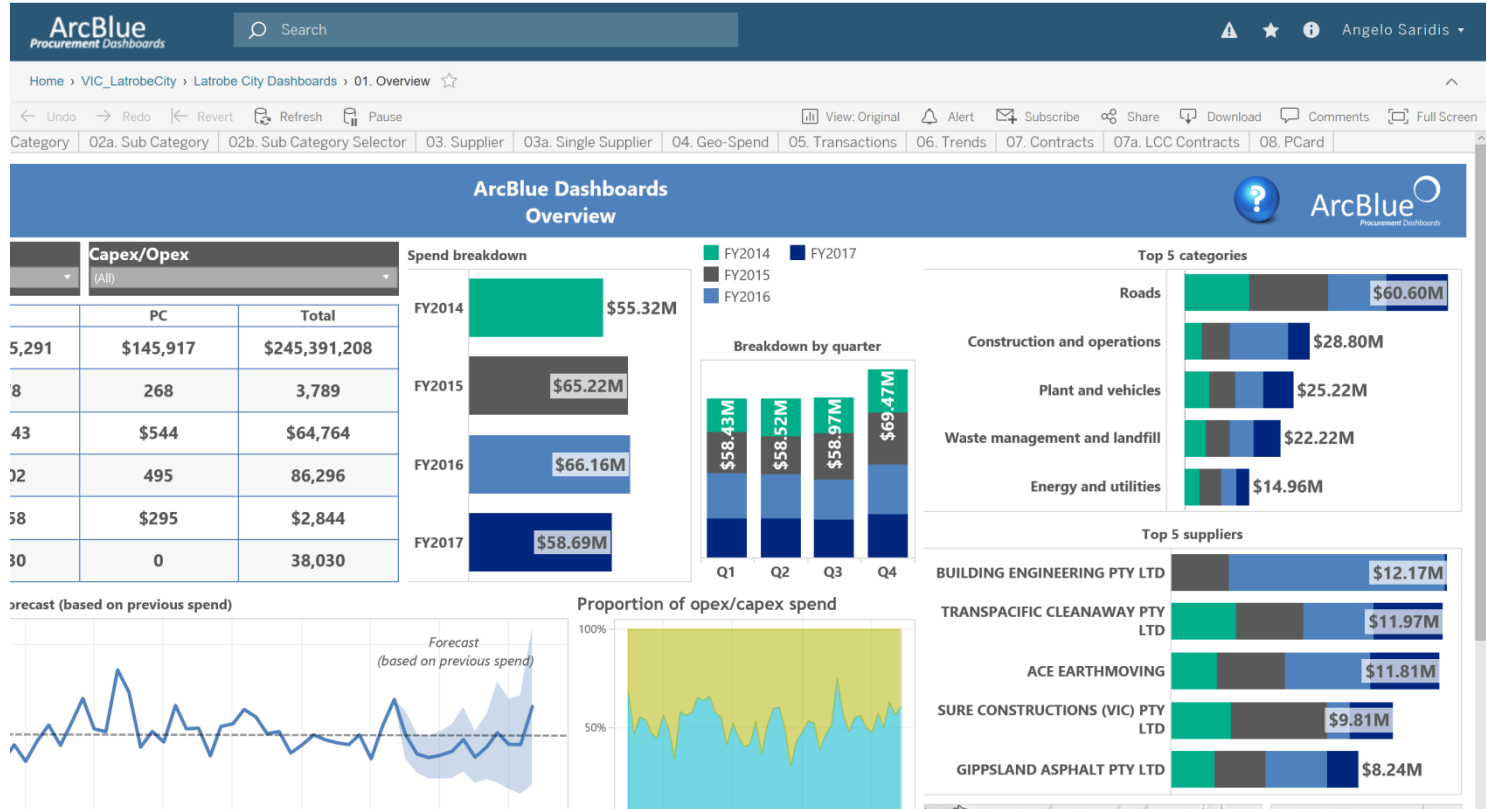 ArcBlue
Procurement Dashboards
Search
Angelo Saridis
Home › VIC_LatrobeCity › Latrobe City Dashboards › 01. Overview
Undo Redo Revert Refresh Pause View: Original Alert Subscribe Share Download Comments Full Screen
Category 02a. Sub Category 02b. Sub Category Selector 03. Supplier 03a. Single Supplier 04. Geo-Spend 05. Transactions 06. Trends 07. Contracts 07a. LCC Contracts 08. PCard
ArcBlue Dashboards
Overview
?
ArcBlue
Procurement Dashboards
Capex/Opex
(All)
PC Total
5,291 $145,917 $245,391,208
8 268 3,789
43 $544 $64,764
02 495 86,296
58 $295 $2,844
30 0 38,030
Spend breakdown
FY2014 $55.32M
FY2015 $65.22M
FY2016 $66.16M
FY2017 $58.69M
FY2014 FY2017
FY2015
FY2016
Breakdown by quarter
$58.43M $58.52M $58.97M $69.47M
Q1 Q2 Q3 Q4
Top 5 categories
Roads $60.60M
Construction and operations $28.80M
Plant and vehicles $25.22M
Waste management and landfill $22.22M
Energy and utilities $14.96M
Top 5 suppliers
BUILDING ENGINEERING PTY LTD $12.17M
TRANSPACIFIC CLEANAWAY PTY
LTD $11.97M
ACE EARTHMOVING $11.81M
SURE CONSTRUCTIONS (VIC) PTY
LTD $9.81M
GIPPSLAND ASPHALT PTY LTD $8.24M
orecast (based on previous spend)
Forecast
(based on previous spend)
Proportion of opex/capex spend
100%
50%